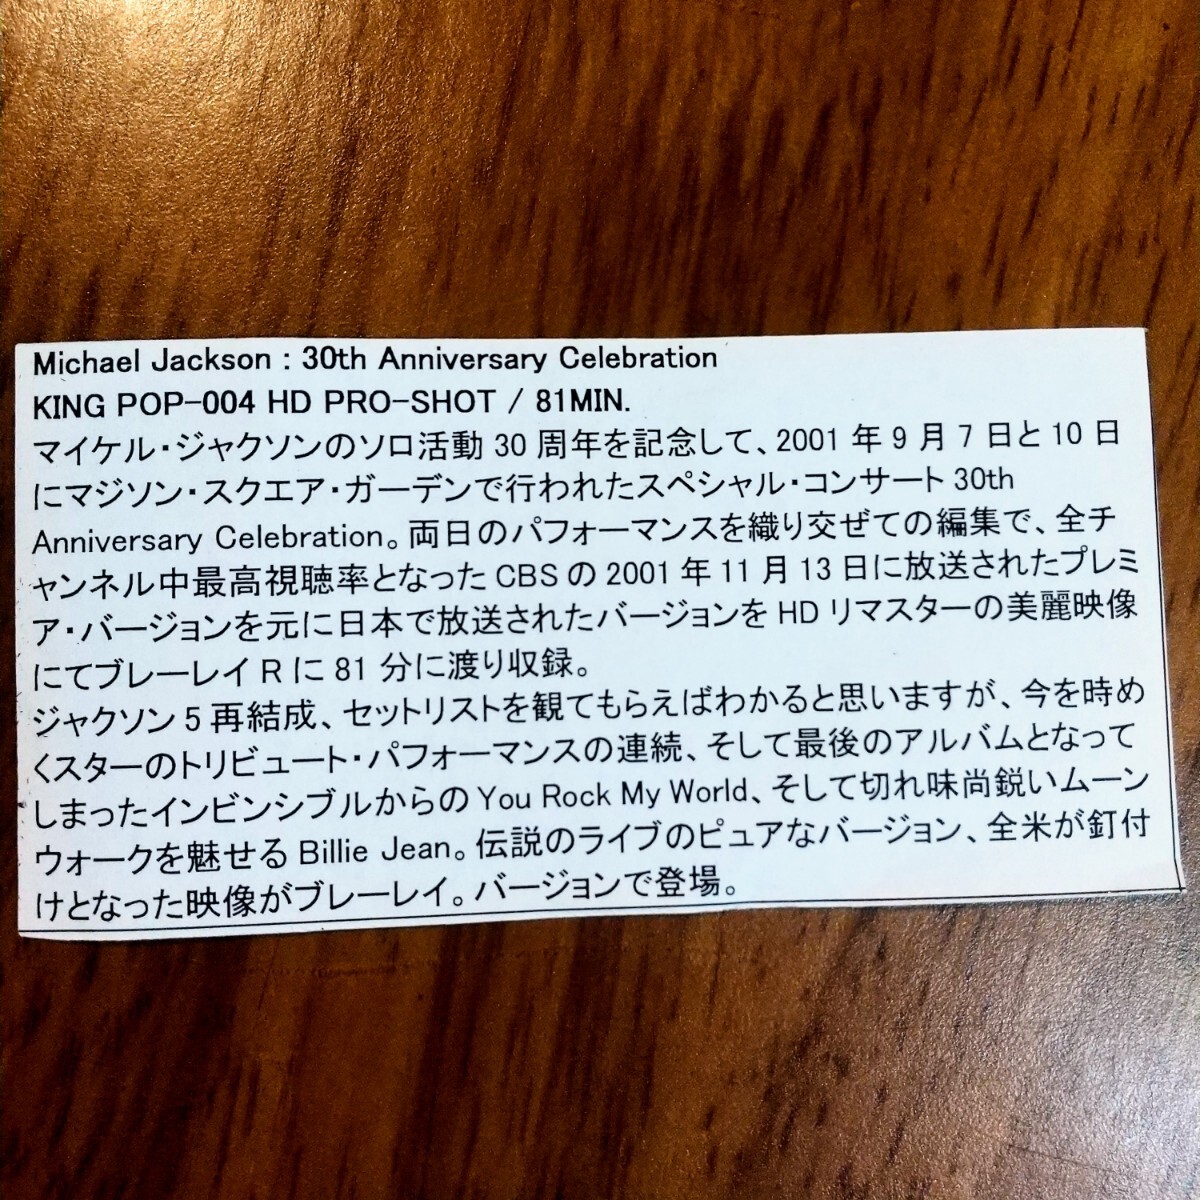 Michael Jackson : 30th Anniversary Celebration
KING POP-004 HD PRO-SHOT / 81MIN.
マイケル・ジャクソンのソロ活動 30 周年を記念して、2001 年 9 月 7 日と 10 日
にマジソン・スクエア・ガーデンで行われたスペシャル・コンサート 30th
Anniversary Celebration。両日のパフォーマンスを織り交ぜての編集で、全チ
ャンネル中最高視聴率となった CBS の 2001 年 11 月 13 日に放送されたプレミ
ア・バージョンを元に日本で放送されたバージョンを HD リマスターの美麗映像
にてブレーレイ R に 81 分に渡り収録。
ジャクソン 5 再結成、セットリストを観てもらえばわかると思いますが、今を時め
くスターのトリビュート・パフォーマンスの連続、そして最後のアルバムとなって
しまったインビンシブルからの You Rock My World、そして切れ味尚鋭いムーン
ウォークを魅せる Billie Jean。伝説のライブのピュアなバージョン、全米が釘付
けとなった映像がブレーレイ。バージョンで登場。